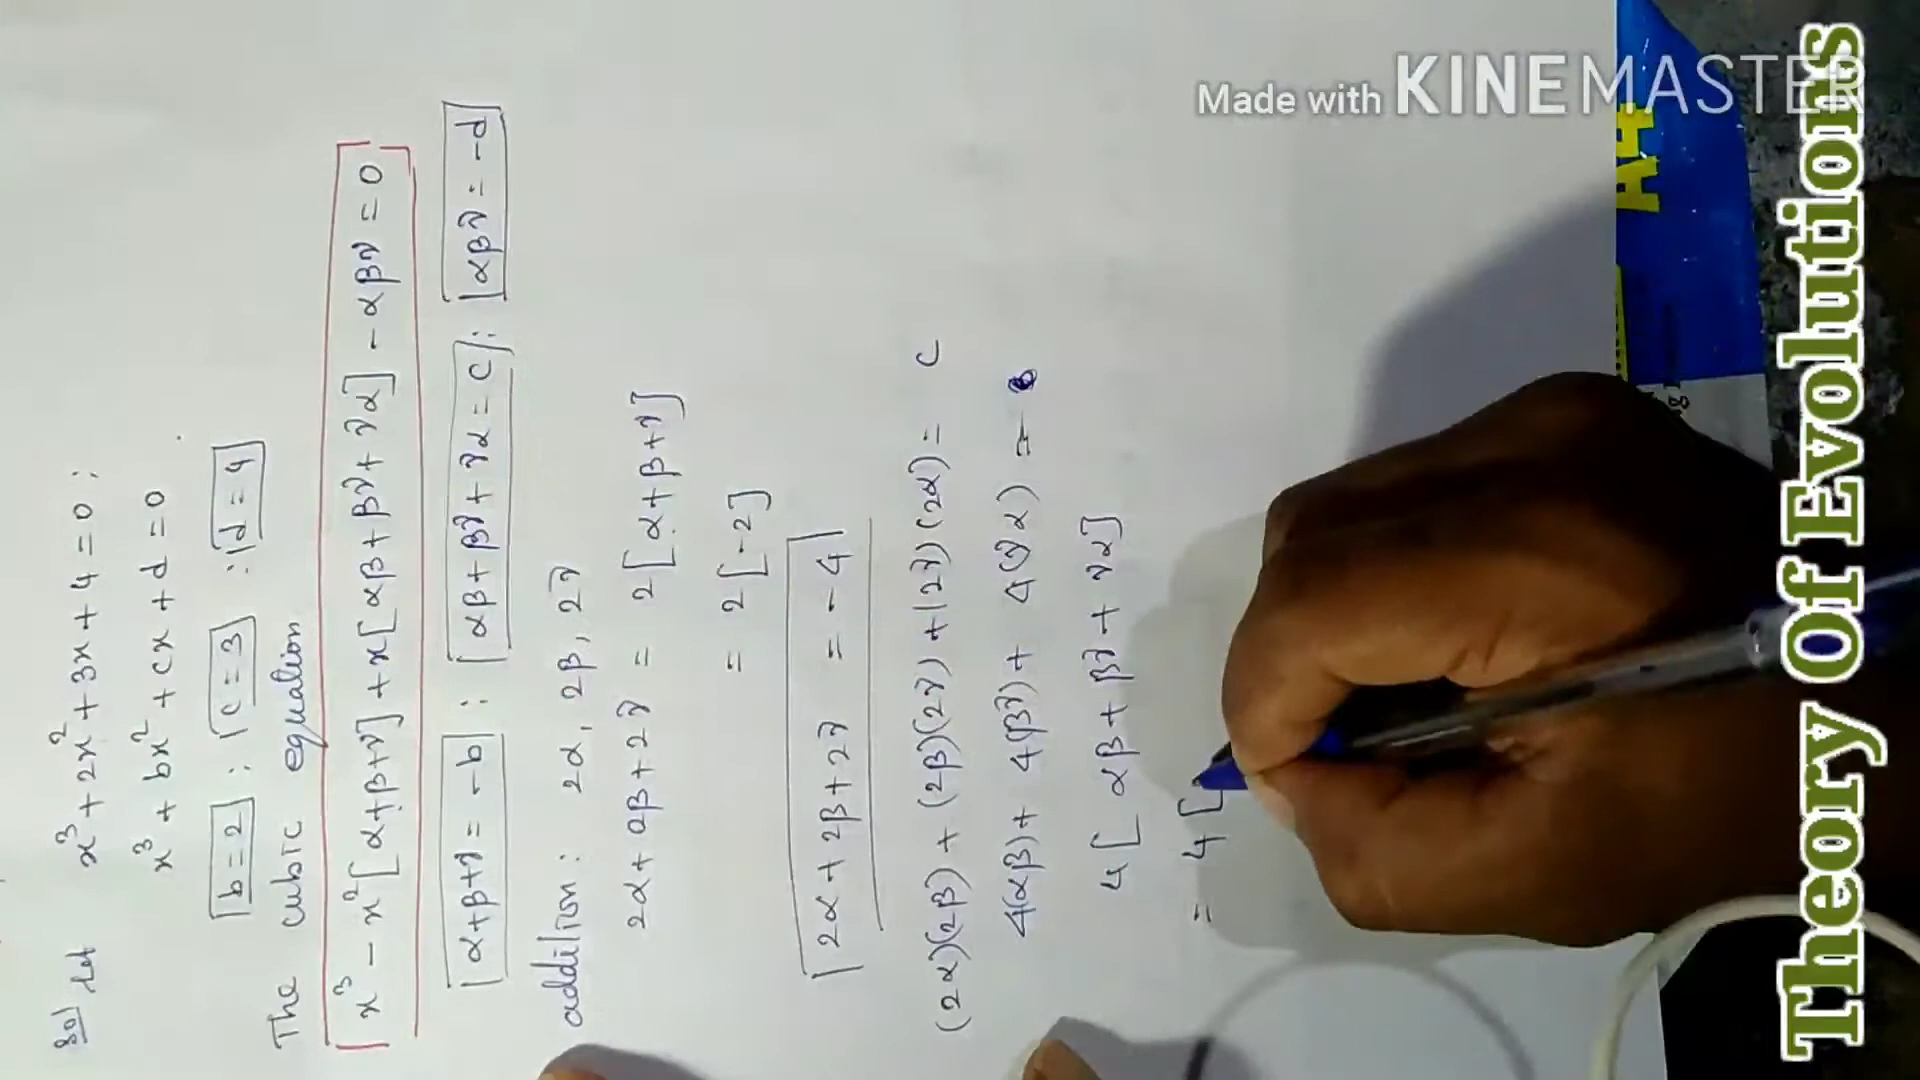 Sol Let x³ + 2x² + 3x + 4 = 0 ;
x³ + bx² + cx + d = 0
b = 2 : c = 3 : d = 4
The cubic equation
x³ - x² [α+β+γ] + x [αβ + βγ + γα] - αβγ = 0
α+β+γ = -b : αβ + βγ + γα = c : αβγ = -d
addition : 2α, 2β, 2γ
2α + 2β + 2γ = 2 [α+β+γ]
= 2 [-2]
2α + 2β + 2γ = -4
(2α)(2β) + (2β)(2γ) + (2γ)(2α) = c
4(αβ) + 4(βγ) + 4(γα) =
4 [ αβ + βγ + γα]
= 4 [
Made with KINEMASTER
A4
Theory Of Evolutions